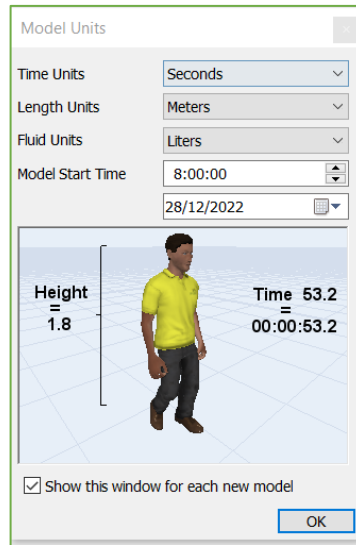 Model Units
Time Units Seconds
Length Units Meters
Fluid Units Liters
Model Start Time 8:00:00
28/12/2022
Height
=
1.8
Time 53.2
=
00:00:53.2
Show this window for each new model
OK